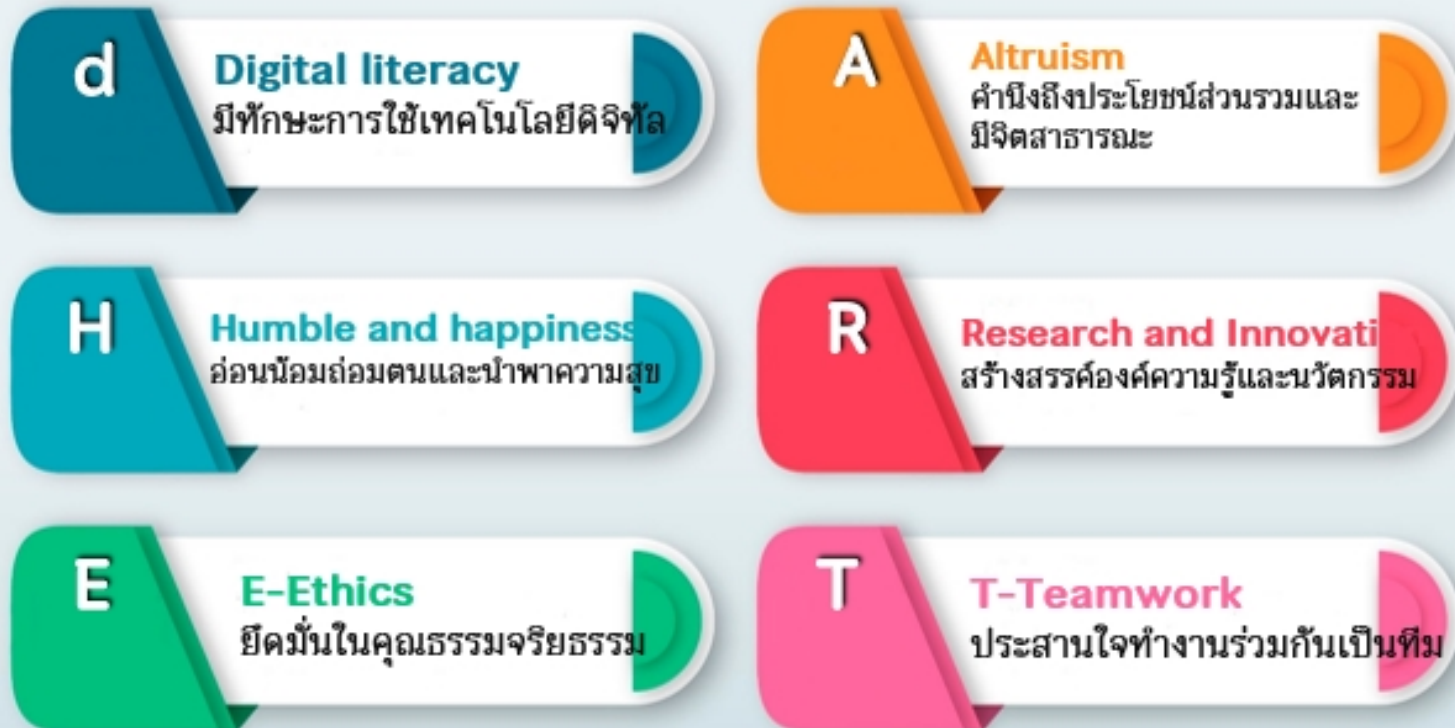 d
Digital literacy
มีทักษะการใช้เทคโนโลยีดิจิทัล
A
Altruism
คำนึงถึงประโยชน์ส่วนรวมและ
มีจิตสาธารณะ
H
Humble and happiness
อ่อนน้อมถ่อมตนและนำพาความสุข
R
Research and Innovati
สร้างสรรค์องค์ความรู้และนวัตกรรม
E
E-Ethics
ยึดมั่นในคุณธรรมจริยธรรม
T
T-Teamwork
ประสานใจทำงานร่วมกันเป็นทีม